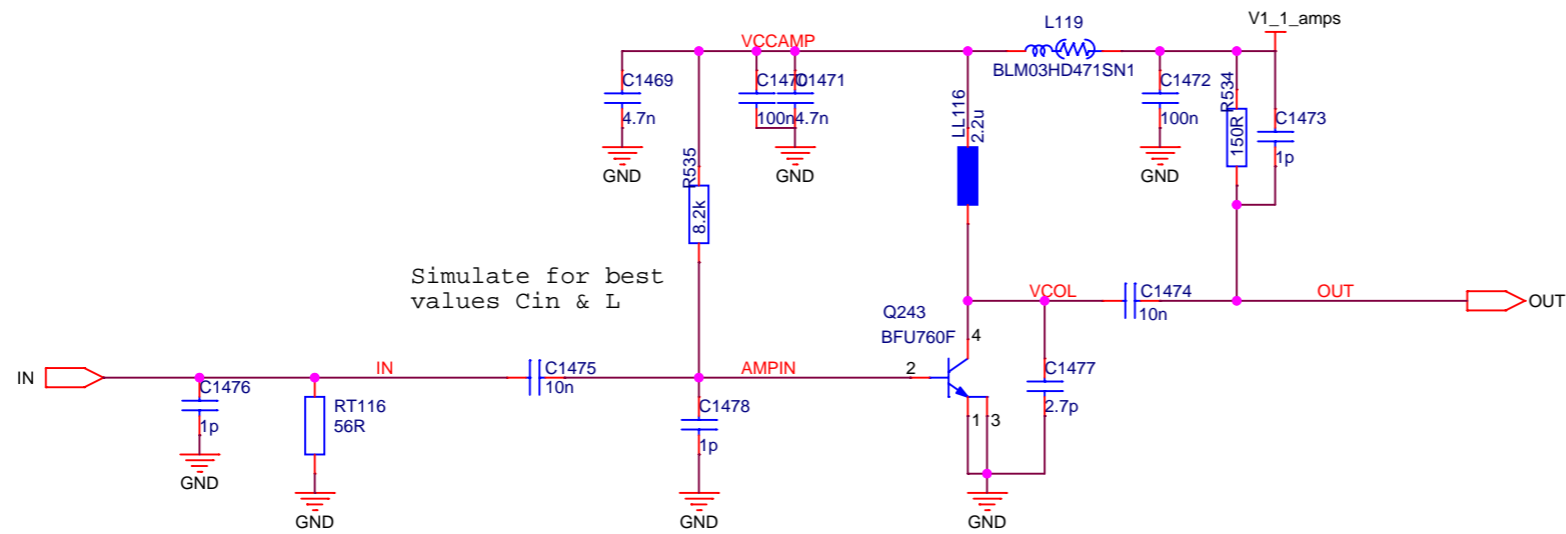 L119
V1_1_amps
VCCAMP
BLM03HD471SN1
C1469
4.7n
GND
C1470
100n
C1471
4.7n
GND
LL116
2.2u
C1472
100n
GND
R534
150R
C1473
1p
R535
8.2k
Simulate for best
values Cin & L
VCOL
C1474
10n
OUT
OUT
Q243
BFU760F
4
2
1
3
C1477
2.7p
GND
IN
C1476
1p
GND
RT116
56R
GND
IN
C1475
10n
AMPIN
C1478
1p
GND